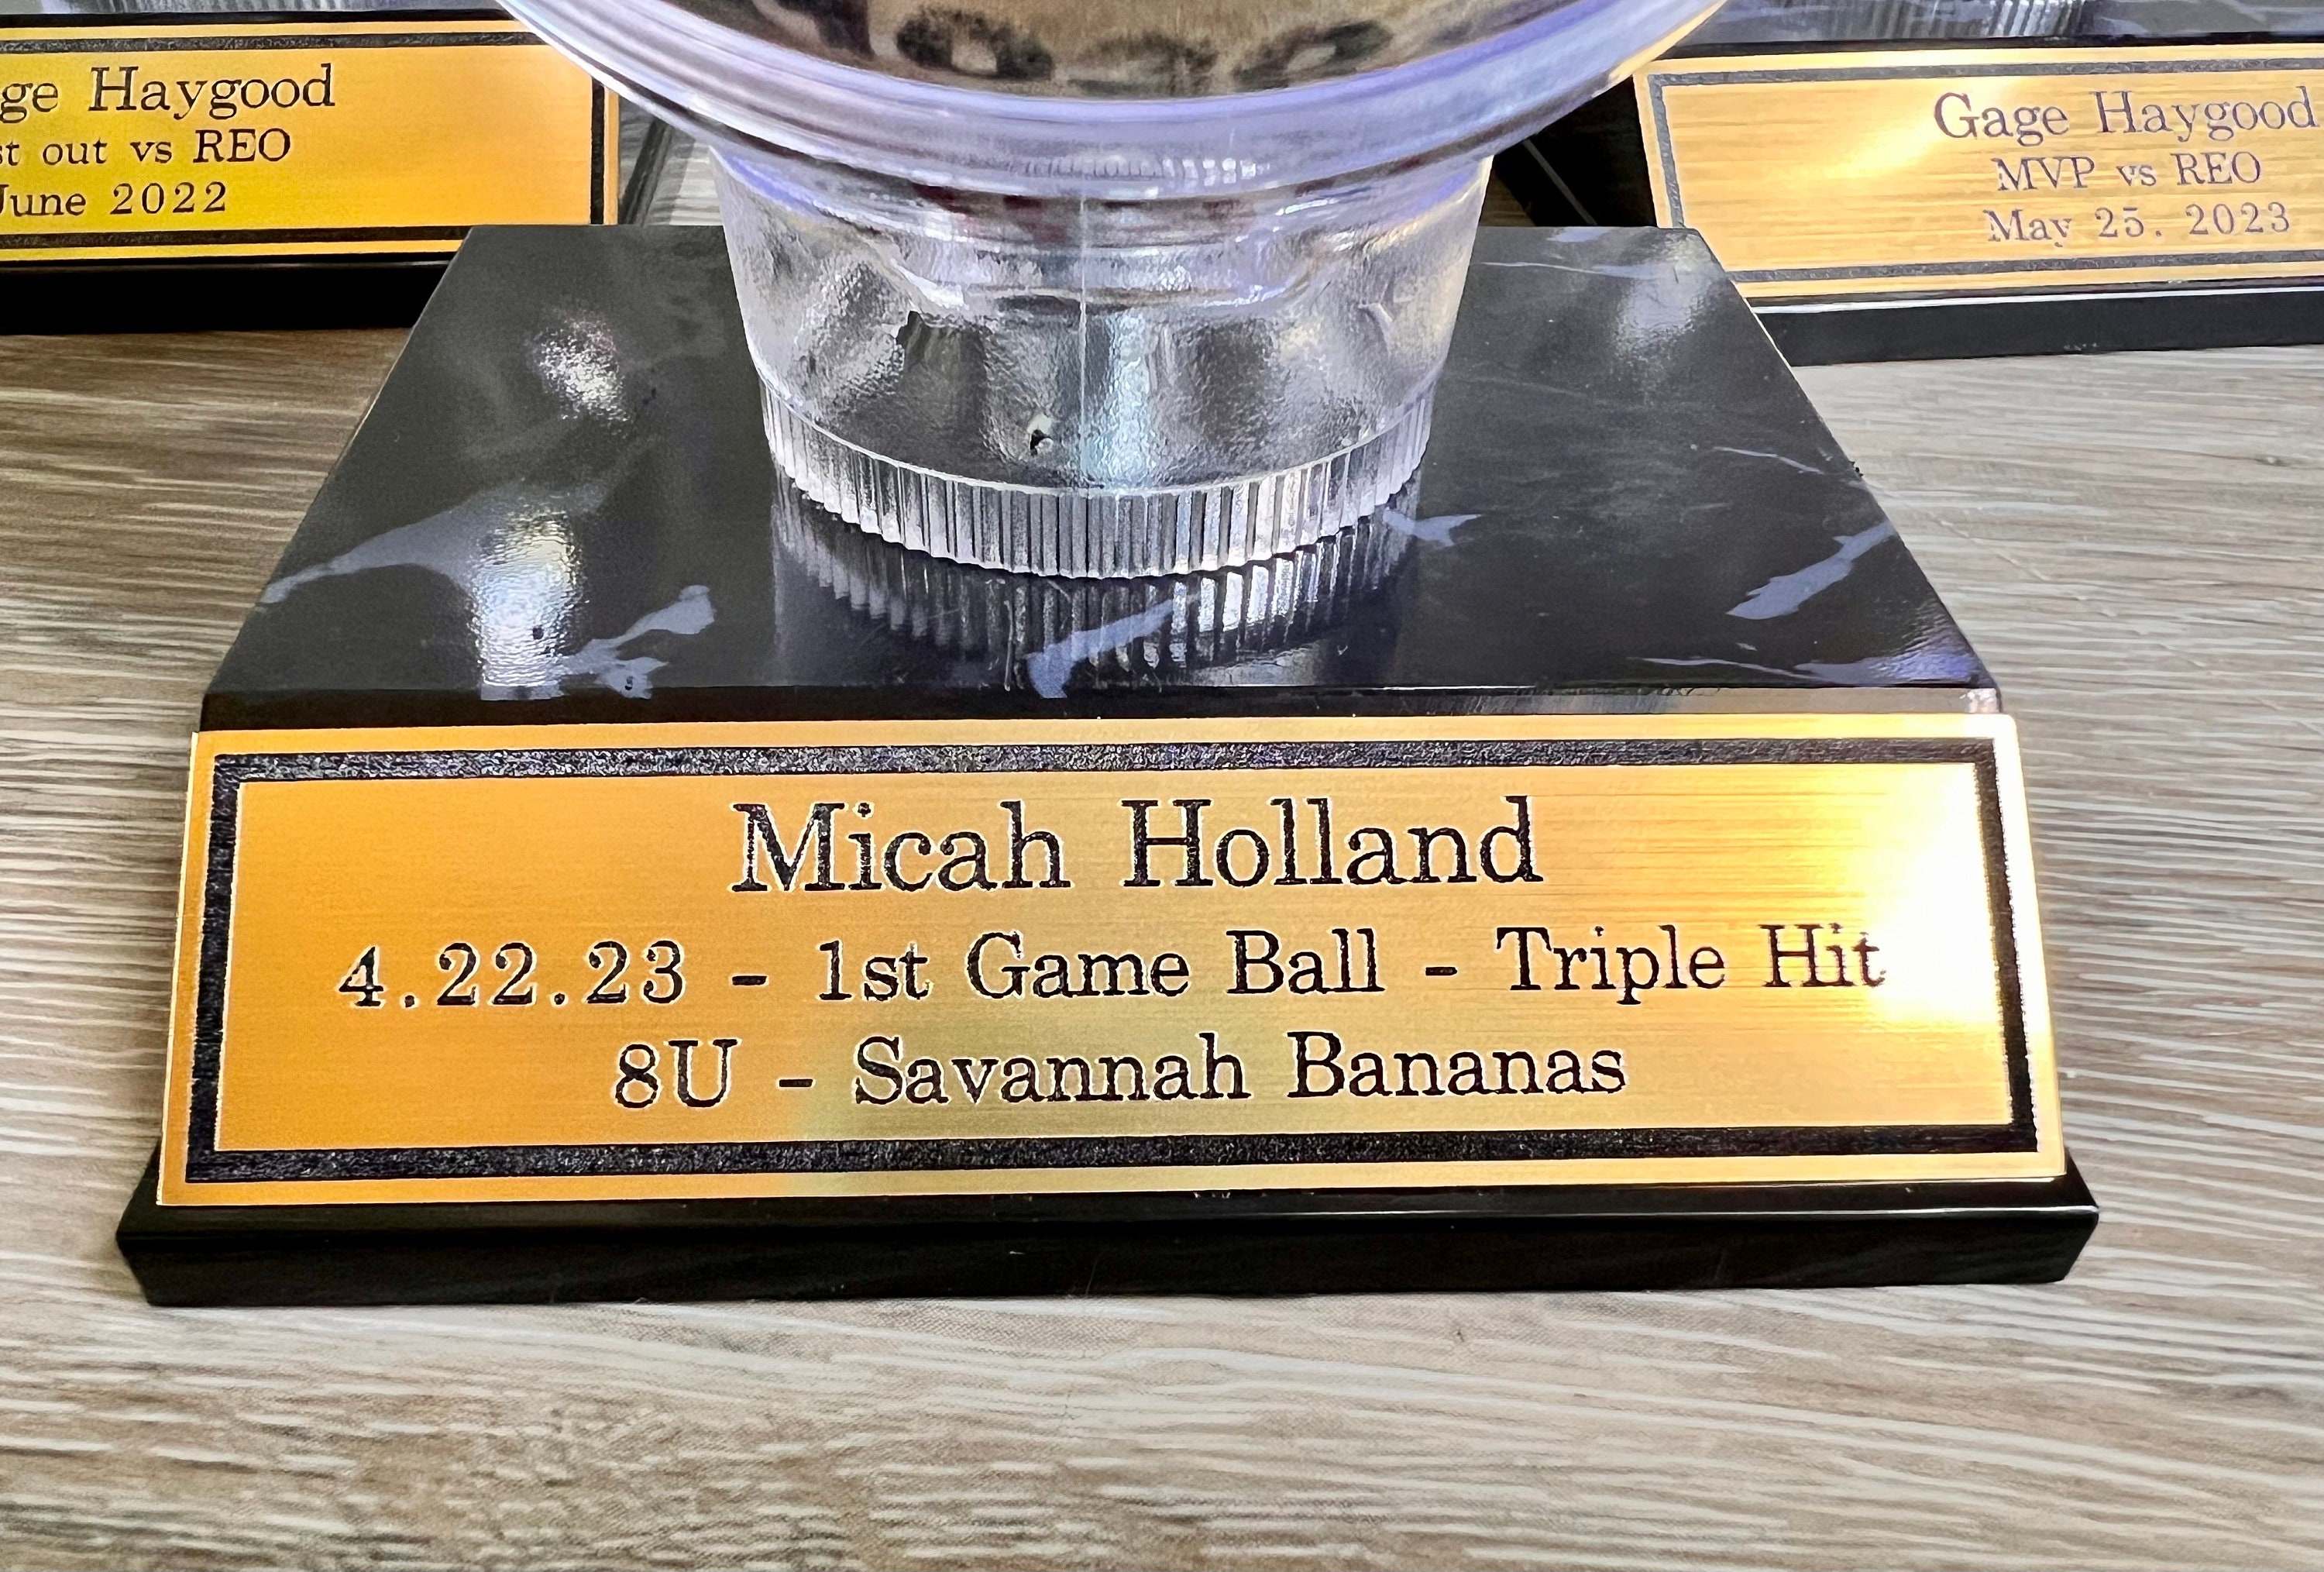 ge Haygood
st out vs REO
June 2022
Gage Haygood
MVP vs REO
May 25. 2023
Micah Holland
4.22.23 - 1st Game Ball - Triple Hit
8U - Savannah Bananas